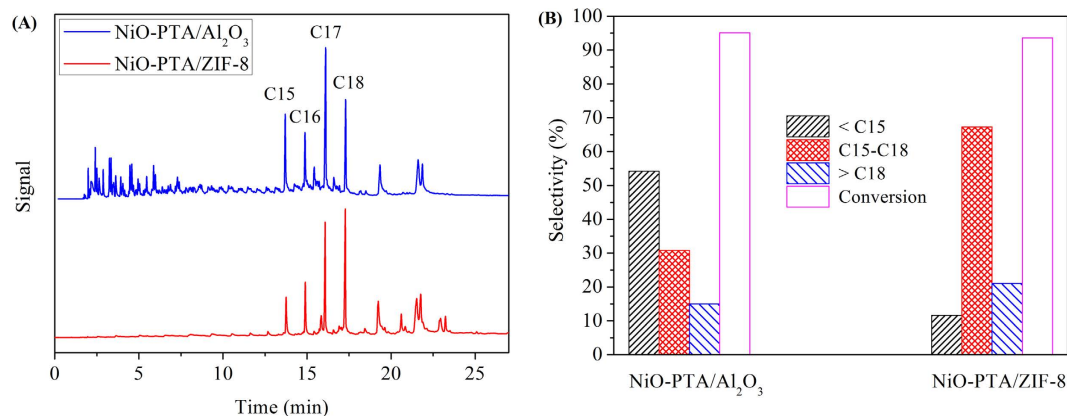 (A)
NiO-PTA/Al₂O₃
NiO-PTA/ZIF-8
C17
C15
C18
C16
Signal
0 5 10 15 20 25
Time (min)
(B)
100
90
80
70
60
50
40
30
20
10
0
Selectivity (%)
< C15
C15-C18
> C18
Conversion
NiO-PTA/Al₂O₃ NiO-PTA/ZIF-8